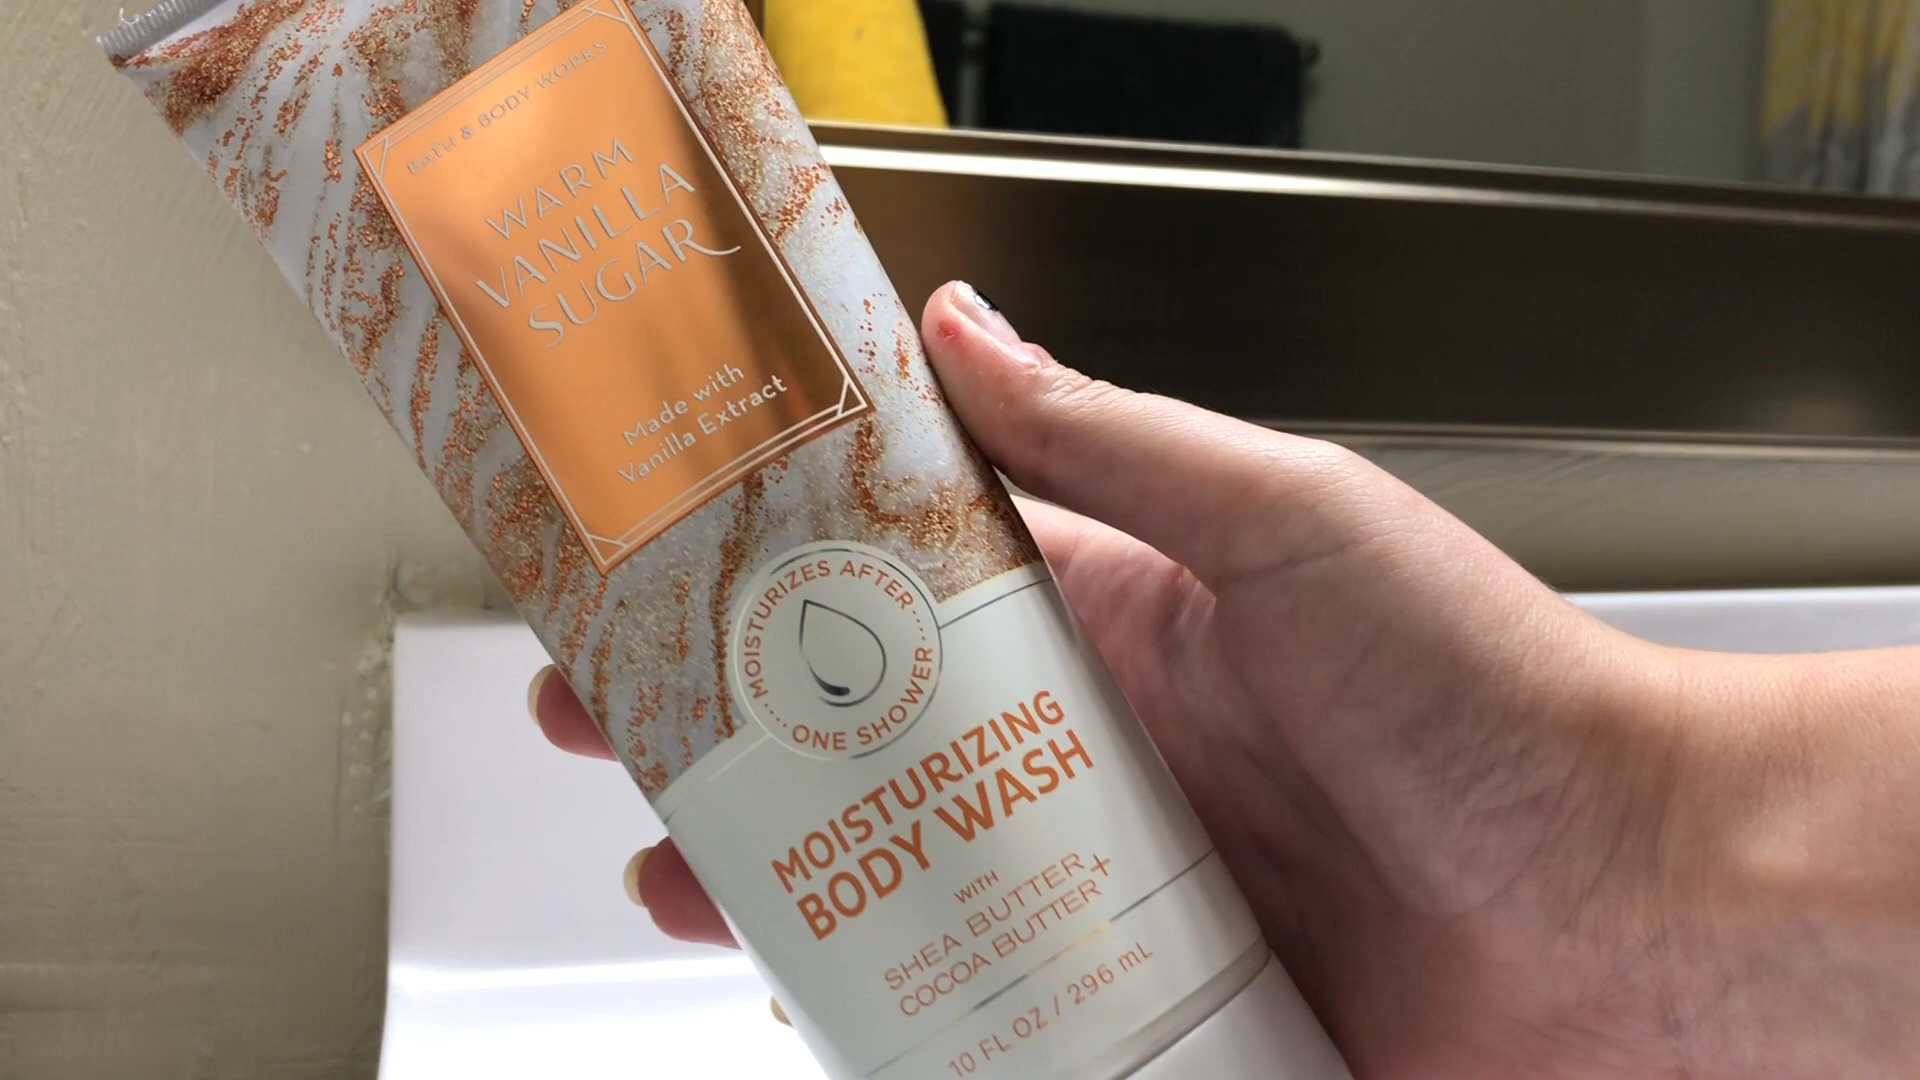 BATH & BODY WORKS
WARM
VANILLA
SUGAR
Made with
Vanilla Extract
MOISTURIZES AFTER
ONE SHOWER
MOISTURIZING
BODY WASH
WITH
SHEA BUTTER +
COCOA BUTTER
10 FL OZ / 296 mL